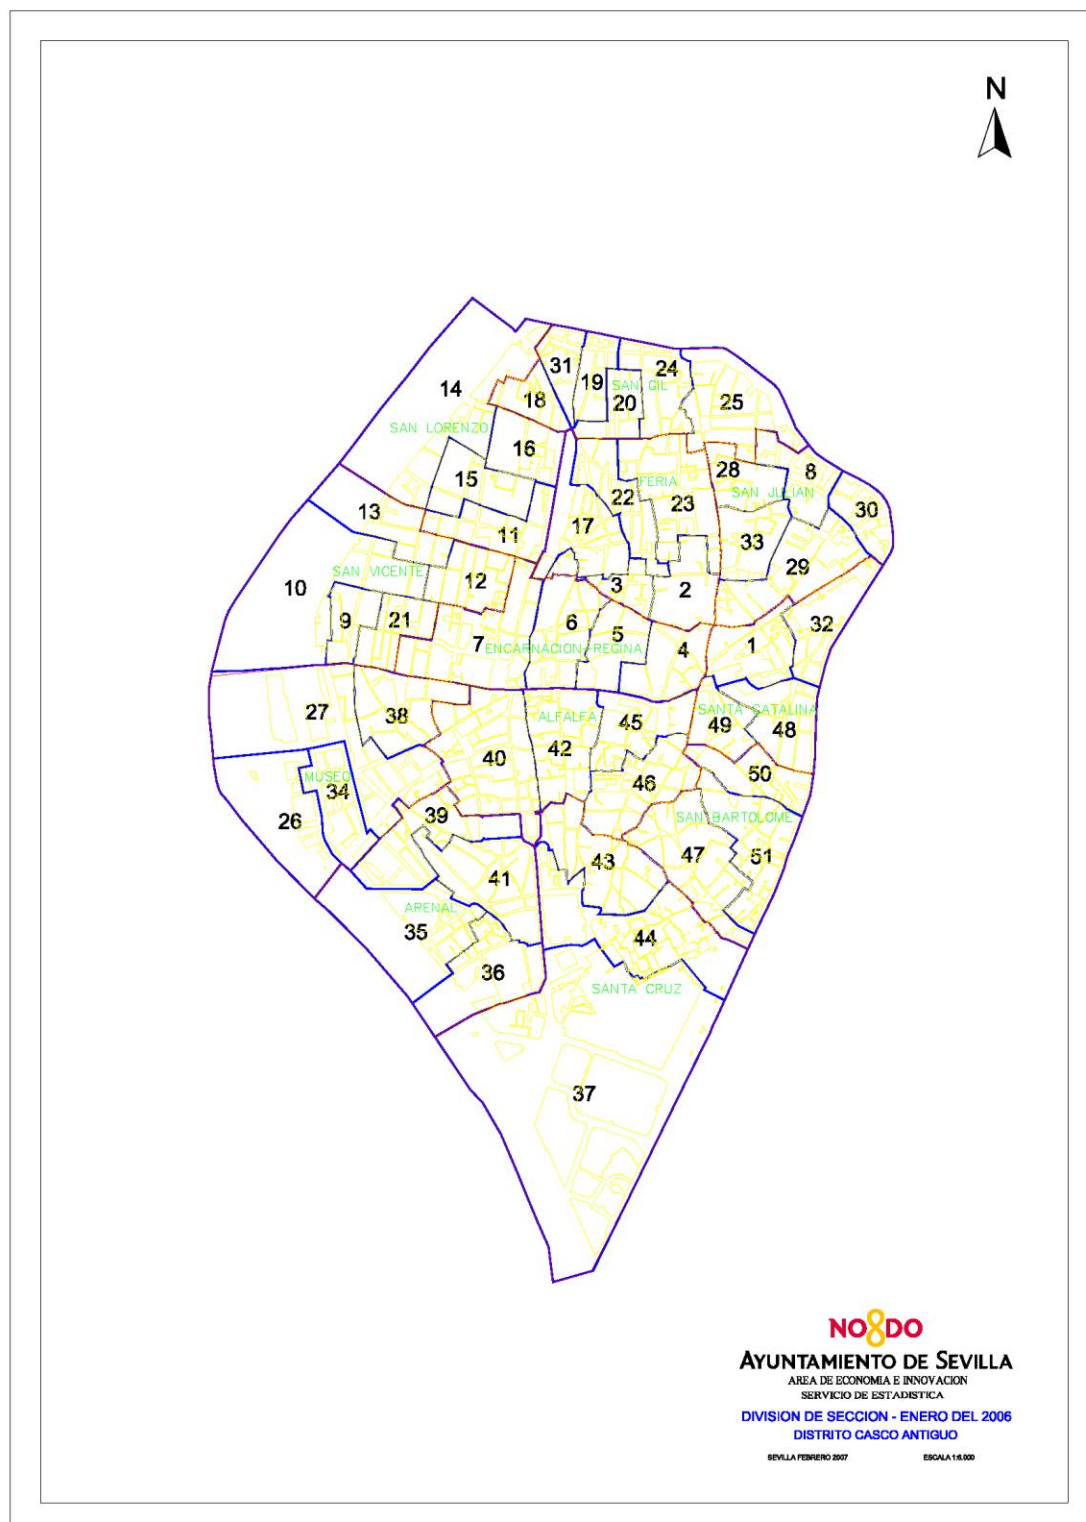 N
31
24
14
19
SAN GIL
18
20
25
SAN LORENZO
16
28
8
15
FERIA
SAN JULIAN
22
23
13
30
17
11
33
29
10
SAN VICENTE
12
3
2
9
21
6
5
32
7
ENCARNACION-REGINA
4
1
27
38
ALFALFA
45
SANTA CATALINA
49
48
42
40
MUSEO
34
46
50
26
39
SAN BARTOLOME
47
51
43
41
ARENAL
35
44
36
SANTA CRUZ
37
NO8DO
AYUNTAMIENTO DE SEVILLA
AREA DE ECONOMIA E INNOVACION
SERVICIO DE ESTADISTICA
DIVISION DE SECCION - ENERO DEL 2006
DISTRITO CASCO ANTIGUO
SEVILLA FEBRERO 2007 ESCALA 1:6.000